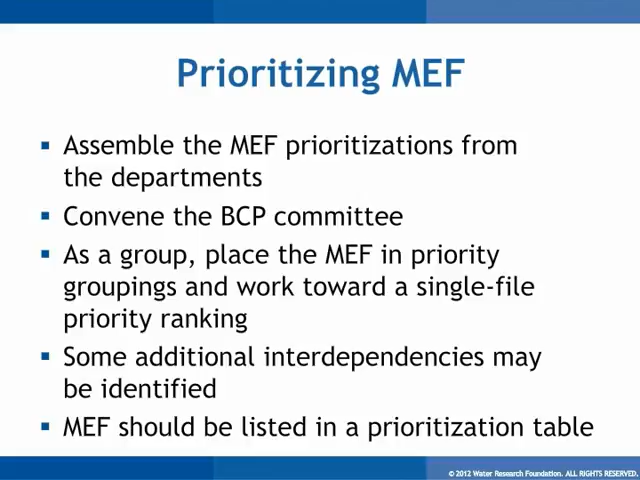 Prioritizing MEF
▪ Assemble the MEF prioritizations from
the departments
▪ Convene the BCP committee
▪ As a group, place the MEF in priority
groupings and work toward a single-file
priority ranking
▪ Some additional interdependencies may
be identified
▪ MEF should be listed in a prioritization table
© 2012 Water Research Foundation. ALL RIGHTS RESERVED.